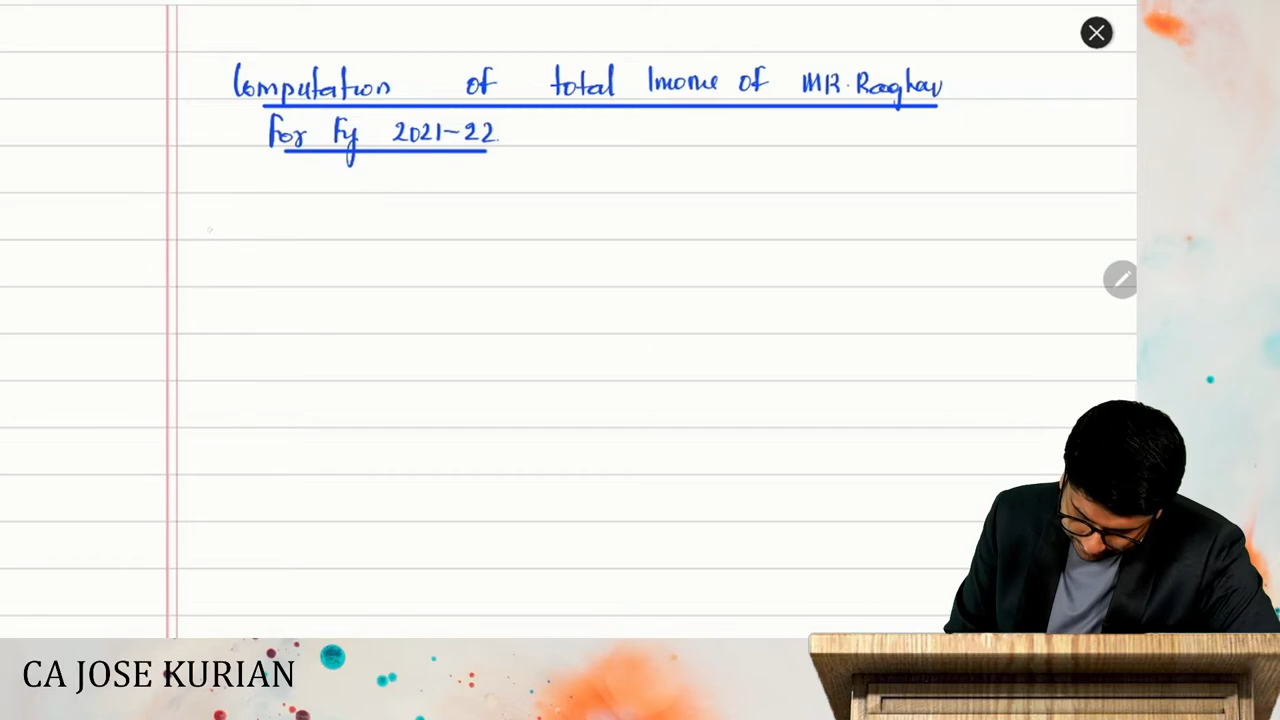 Computation of total Income of MR. Raghav
For Fy 2021-22.
CA JOSE KURIAN